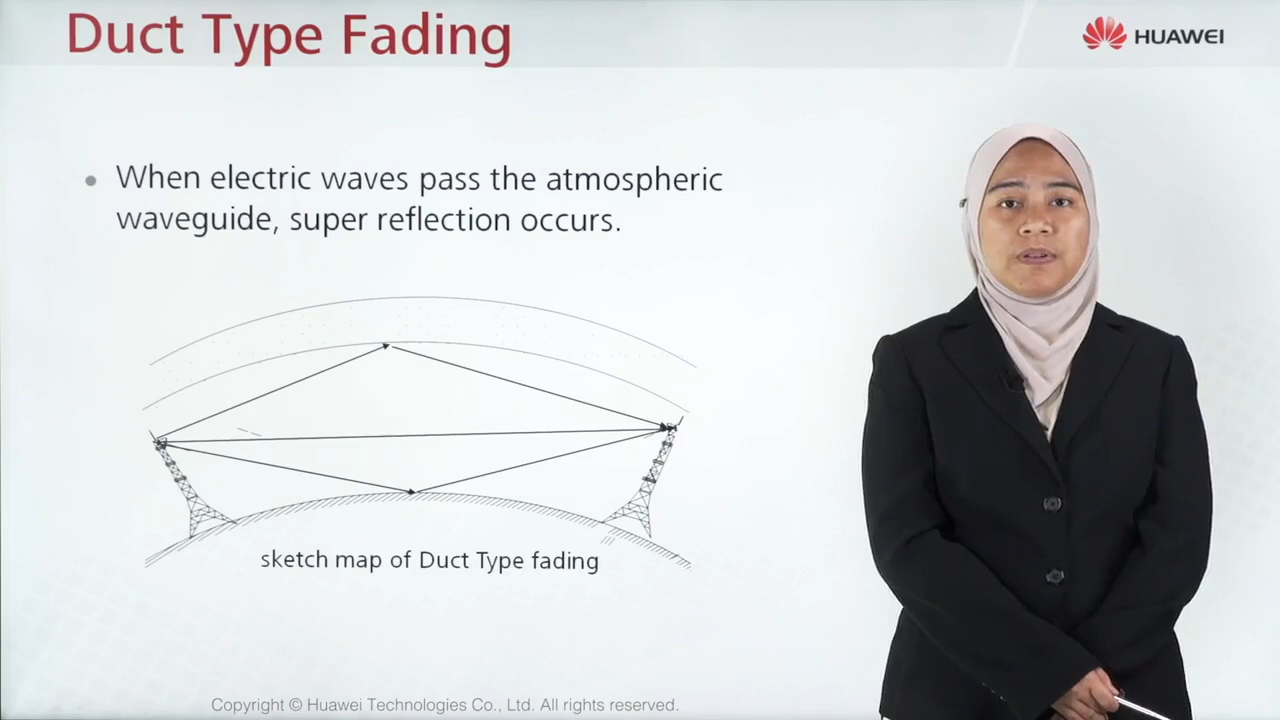 Duct Type Fading
HUAWEI
When electric waves pass the atmospheric
waveguide, super reflection occurs.
sketch map of Duct Type fading
Copyright © Huawei Technologies Co., Ltd. All rights reserved.